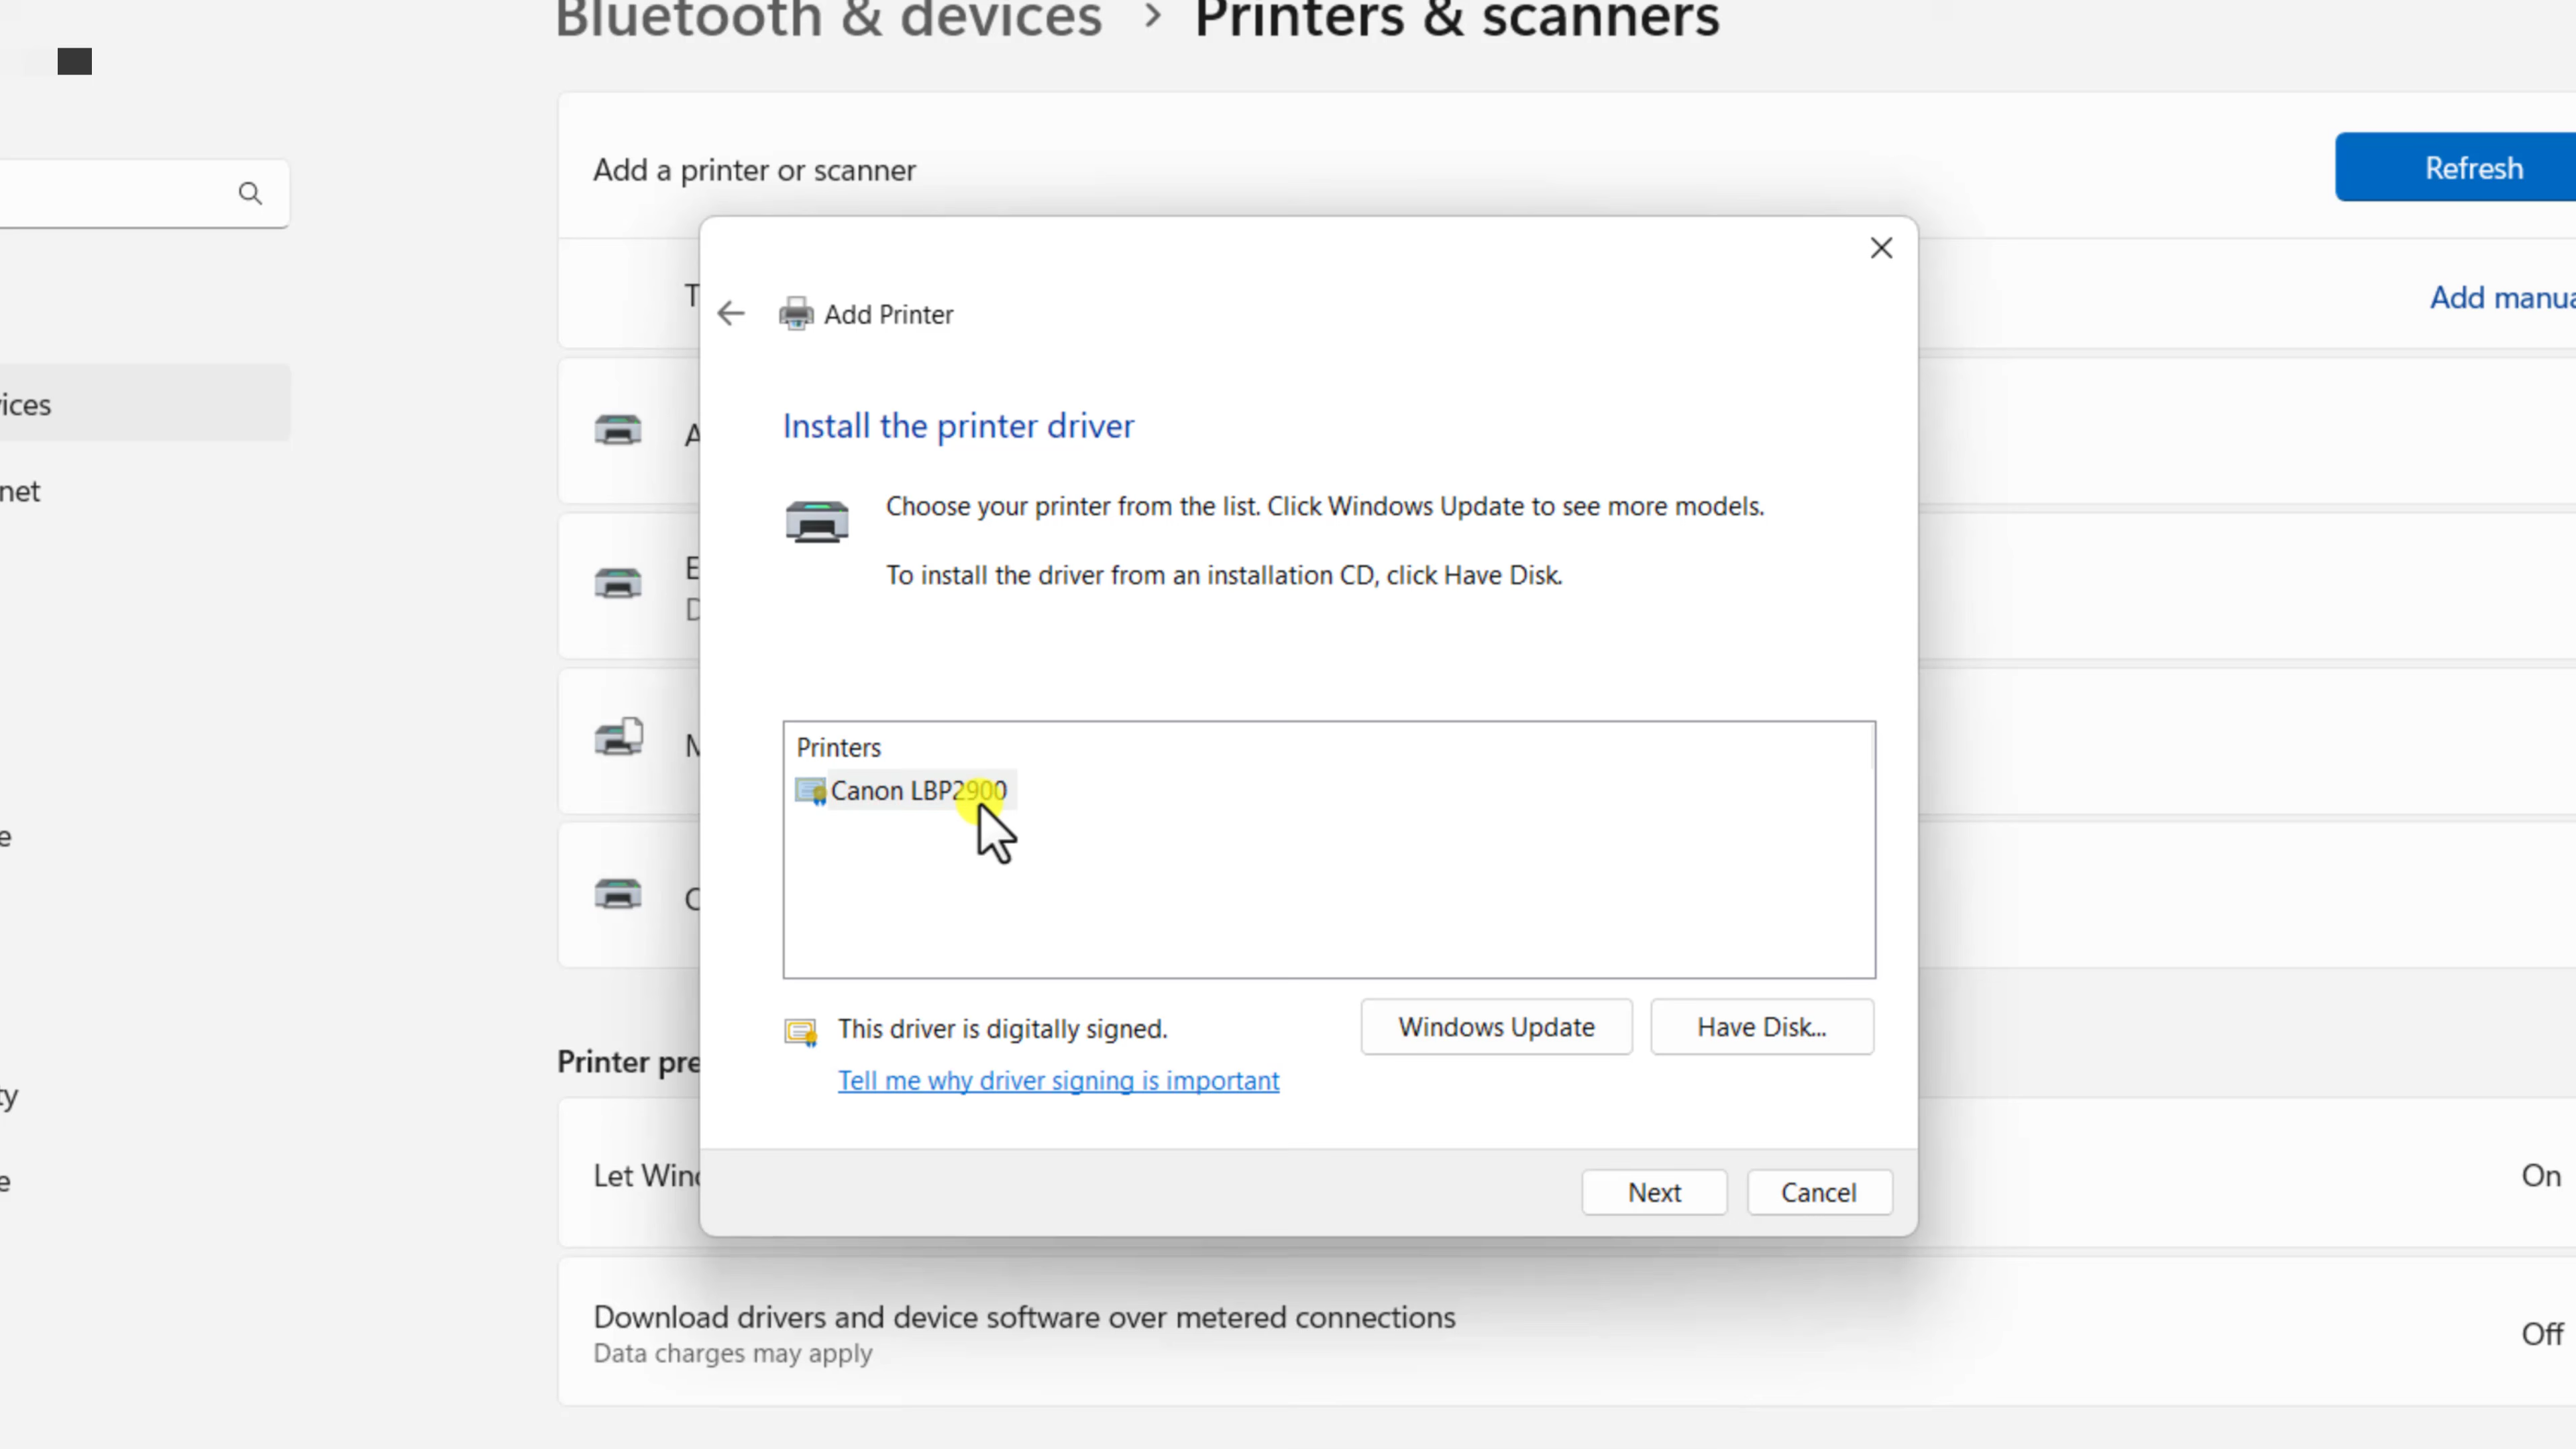 Bluetooth & devices > Printers & scanners
Add a printer or scanner
Refresh
Add manua
Add Printer
Install the printer driver
Choose your printer from the list. Click Windows Update to see more models.
To install the driver from an installation CD, click Have Disk.
Printers
Canon LBP2900
This driver is digitally signed.
Windows Update
Have Disk...
Tell me why driver signing is important
Next
Cancel
ices
net
e
ty
e
T
A
E
D
M
C
Printer pre
Let Wind
On
Download drivers and device software over metered connections
Data charges may apply
Off